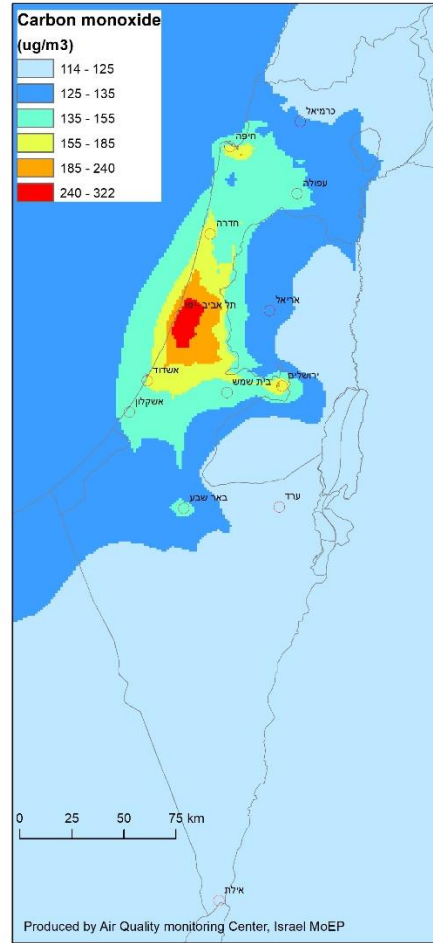 Carbon monoxide
(ug/m3)
114 - 125
125 - 135
135 - 155
155 - 185
185 - 240
240 - 322
כרמיאל
חיפה
עפולה
חדרה
אריאל
תל אביב יפו
ירושלים
אשדוד
בית שמש
אשקלון
באר שבע
ערד
0 25 50 75 km
אילת
Produced by Air Quality monitoring Center, Israel MoEP